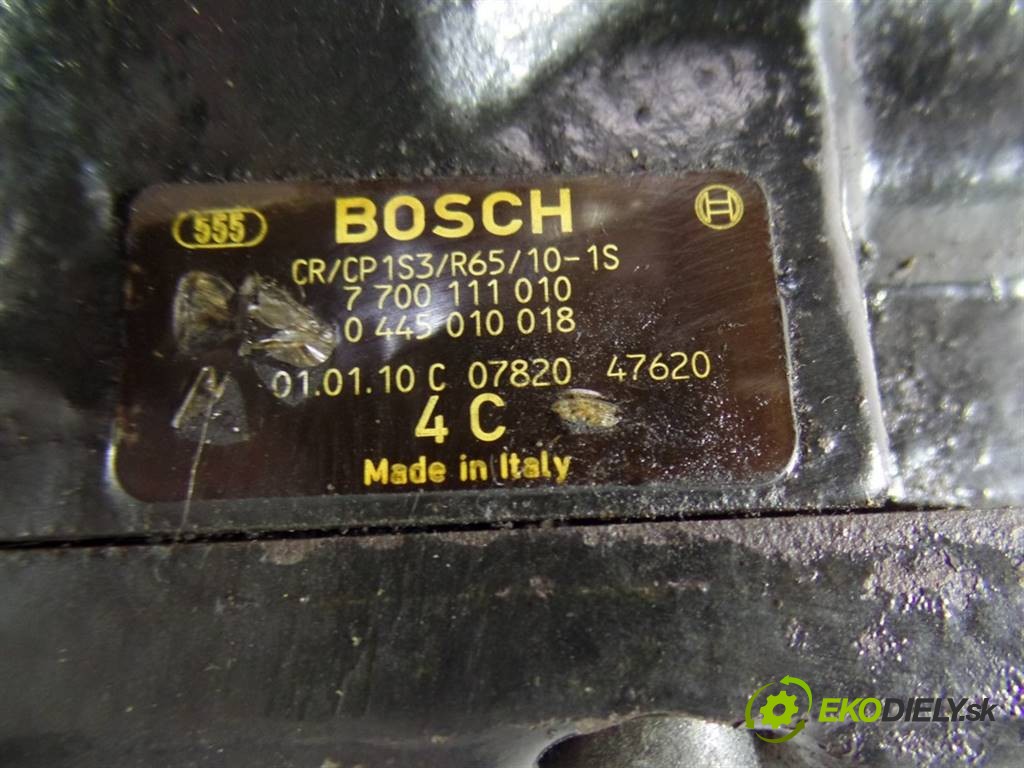 555 BOSCH
CR/CP1S3/R65/10-1S
7 700 111 010
0 445 010 018
01.01.10 C 07820 47620
4 C
Made in Italy
EKODIELY.sk